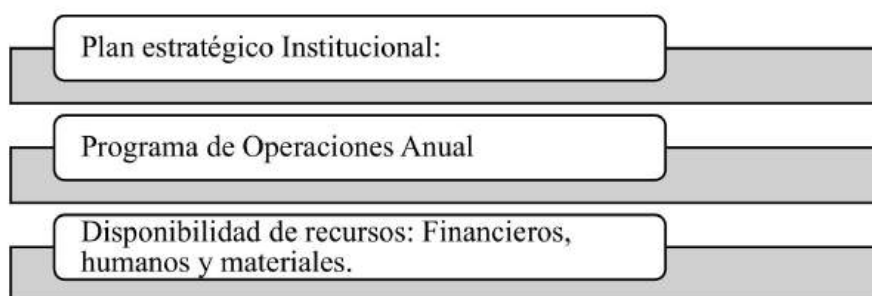 Plan estratégico Institucional:
Programa de Operaciones Anual
Disponibilidad de recursos: Financieros,
humanos y materiales.